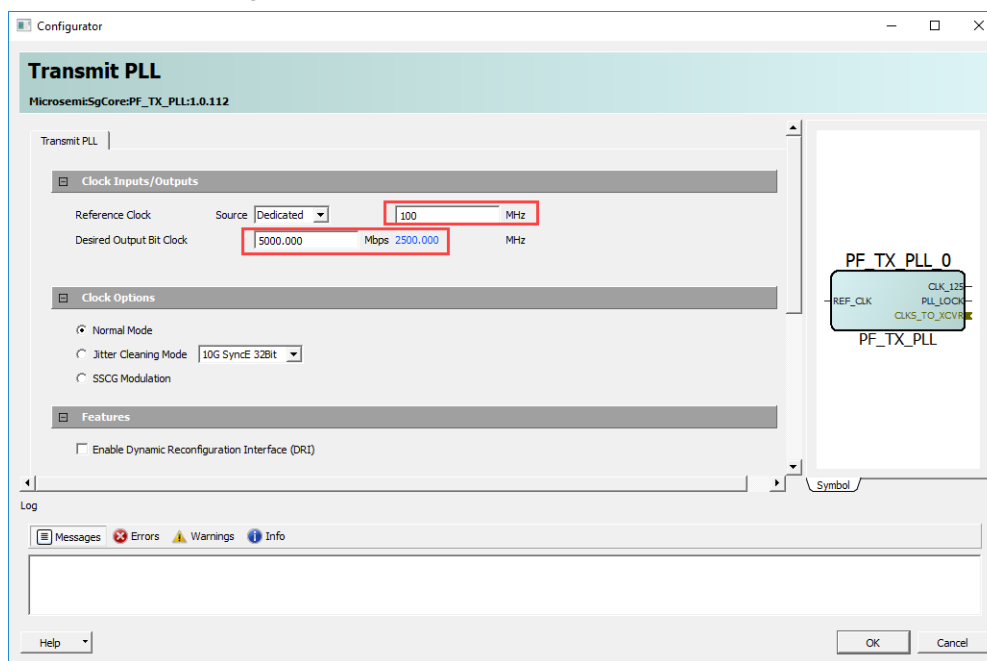 Configurator
Transmit PLL
Microsemi:SgCore:PF_TX_PLL:1.0.112
Transmit PLL
Clock Inputs/Outputs
Reference Clock Source Dedicated 100 MHz
Desired Output Bit Clock 5000.000 Mbps 2500.000 MHz
Clock Options
Normal Mode
Jitter Cleaning Mode 10G SyncE 32Bit
SSCG Modulation
Features
Enable Dynamic Reconfiguration Interface (DRI)
PF_TX_PLL_0
CLK_125
REF_CLK PLL_LOCK
CLKS_TO_XCVR
PF_TX_PLL
Symbol
Log
Messages Errors Warnings Info
Help OK Cancel